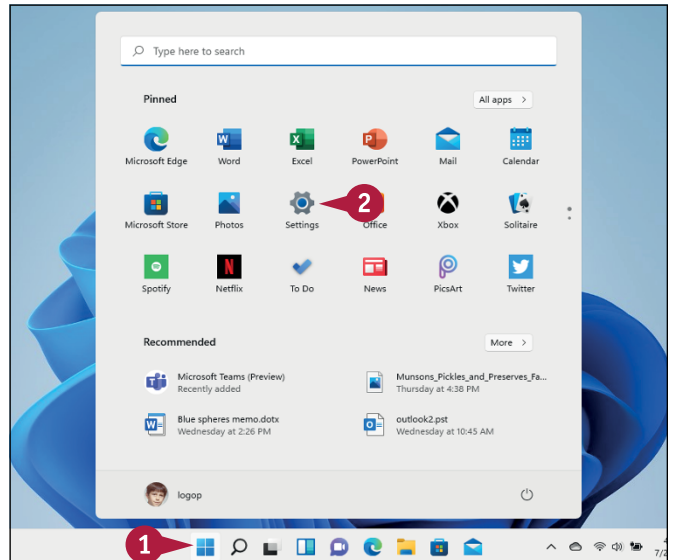 Type here to search
Pinned
All apps >
Microsoft Edge Word Excel PowerPoint Mail Calendar
Microsoft Store Photos Settings Office Xbox Solitaire
2
Spotify Netflix To Do News PicsArt Twitter
Recommended
More >
Microsoft Teams (Preview)
Recently added
Munsons_Pickles_and_Preserves_Fa...
Thursday at 4:38 PM
Blue spheres memo.dotx
Wednesday at 2:26 PM
outlook2.pst
Wednesday at 10:45 AM
logop
1